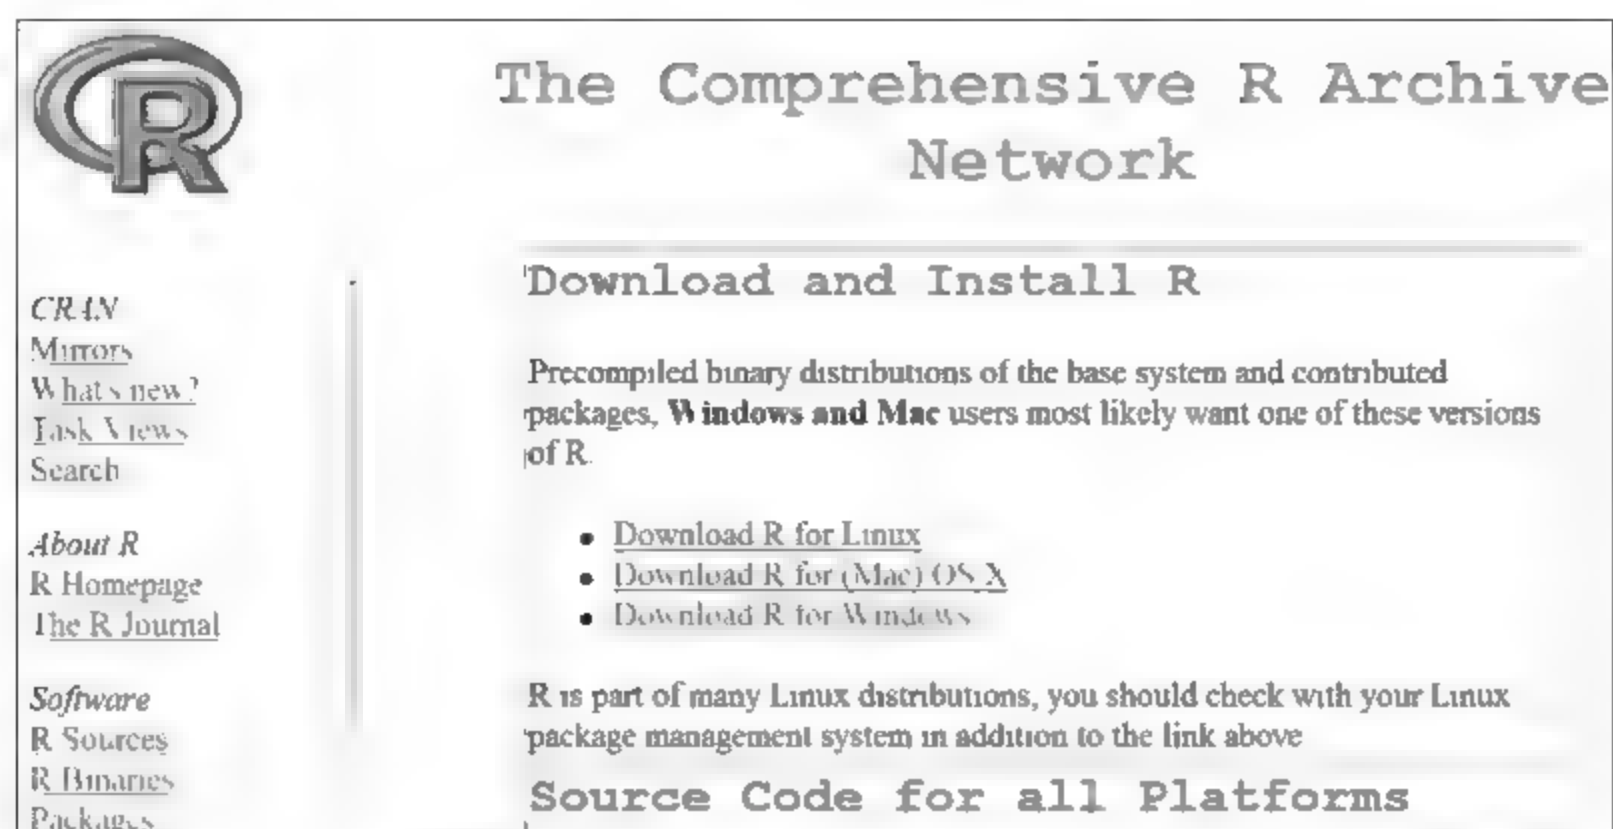 R
The Comprehensive R Archive
Network
CRAN
Mirrors
What's new?
Task Views
Search
About R
R Homepage
The R Journal
Software
R Sources
R Binaries
Packages
Download and Install R
Precompiled binary distributions of the base system and contributed
packages, Windows and Mac users most likely want one of these versions
of R.
• Download R for Linux
• Download R for (Mac) OS X
• Download R for Windows
R is part of many Linux distributions, you should check with your Linux
package management system in addition to the link above
Source Code for all Platforms